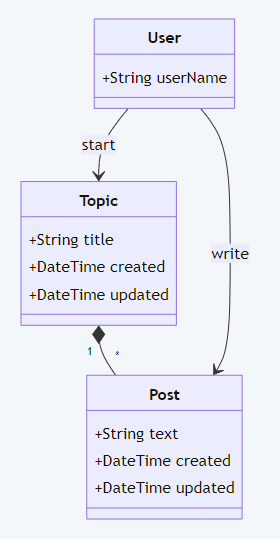 User
+String userName
start
Topic
+String title
+DateTime created
+DateTime updated
write
1
*
Post
+String text
+DateTime created
+DateTime updated